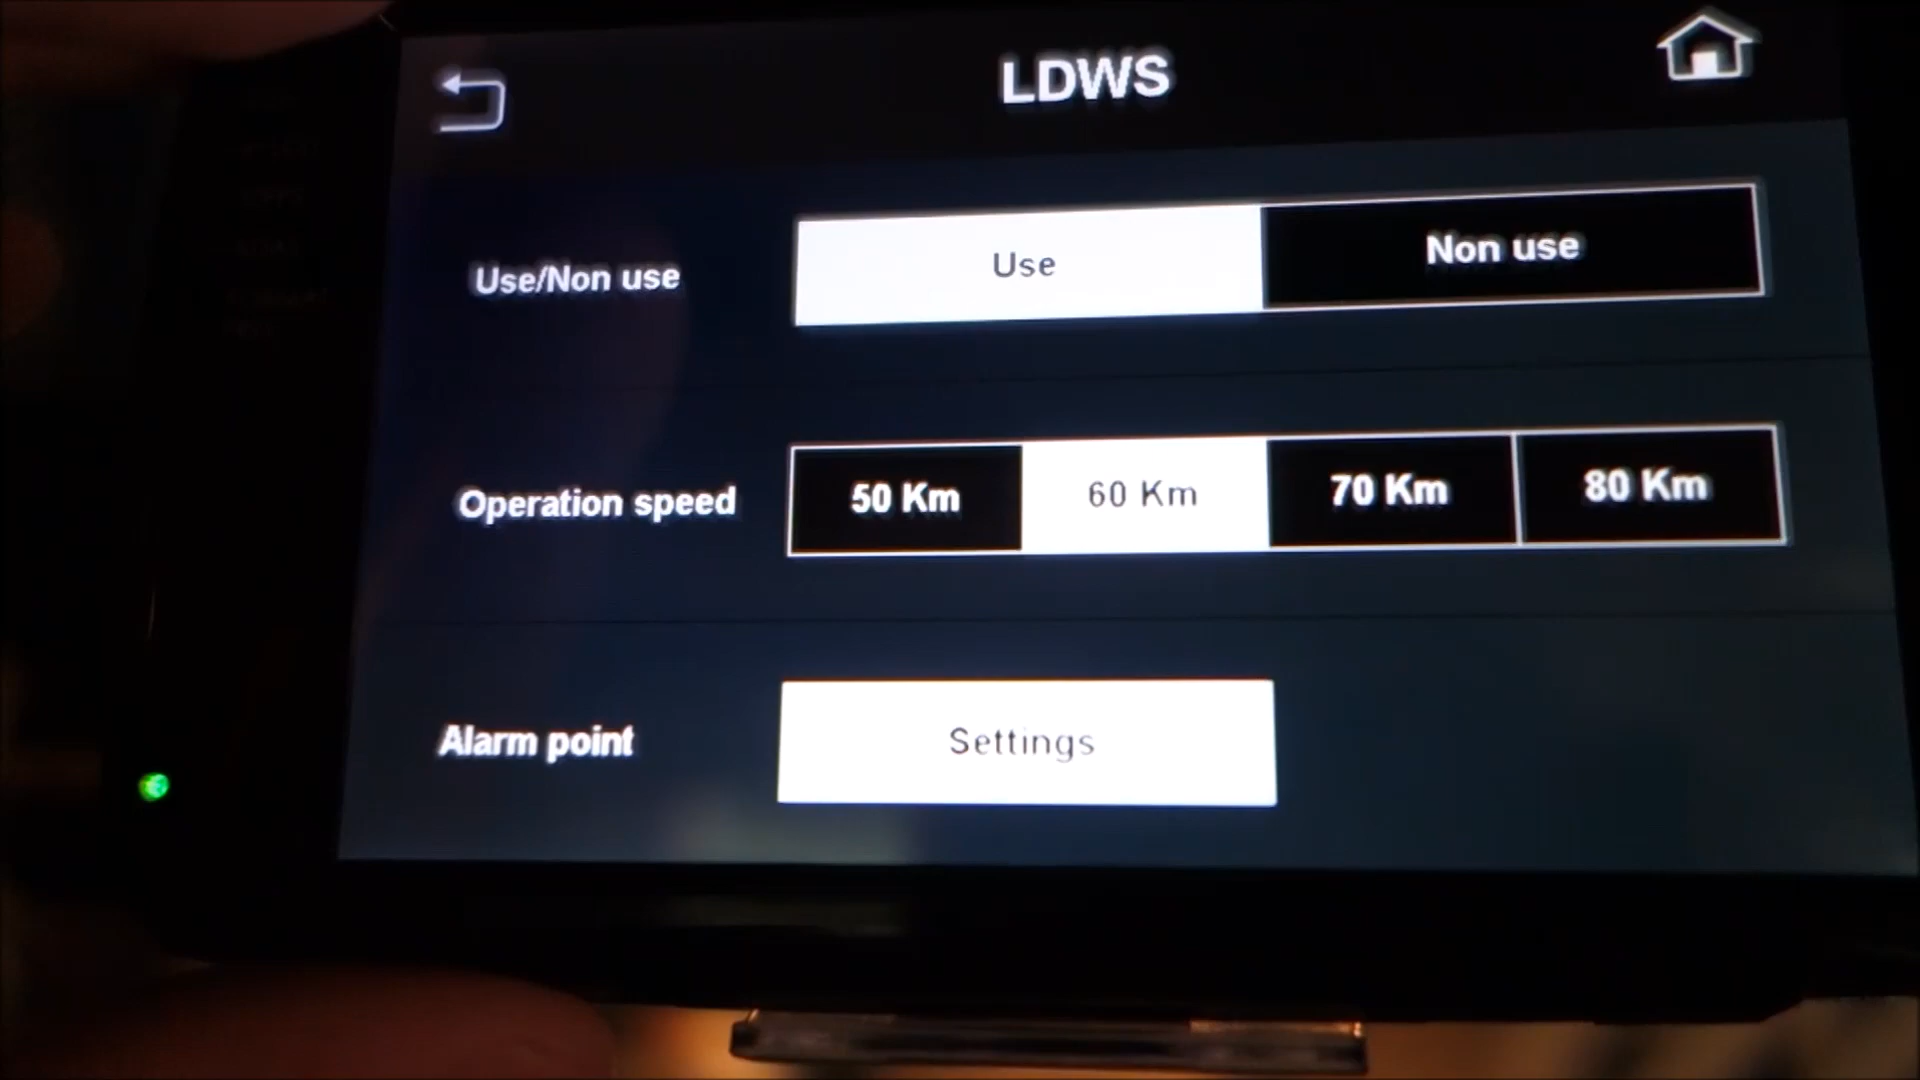 LDWS
Use/Non use
Use
Non use
Operation speed
50 Km
60 Km
70 Km
80 Km
Alarm point
Settings